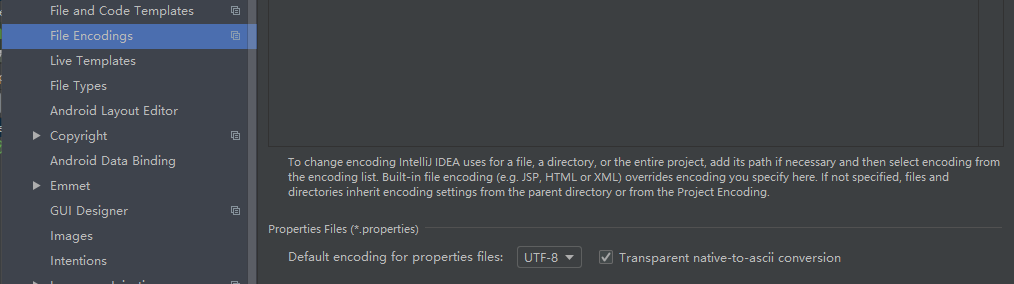 File and Code Templates
File Encodings
Live Templates
File Types
Android Layout Editor
Copyright
Android Data Binding
Emmet
GUI Designer
Images
Intentions
To change encoding IntelliJ IDEA uses for a file, a directory, or the entire project, add its path if necessary and then select encoding from
the encoding list. Built-in file encoding (e.g. JSP, HTML or XML) overrides encoding you specify here. If not specified, files and
directories inherit encoding settings from the parent directory or from the Project Encoding.
Properties Files (*.properties)
Default encoding for properties files: UTF-8 Transparent native-to-ascii conversion